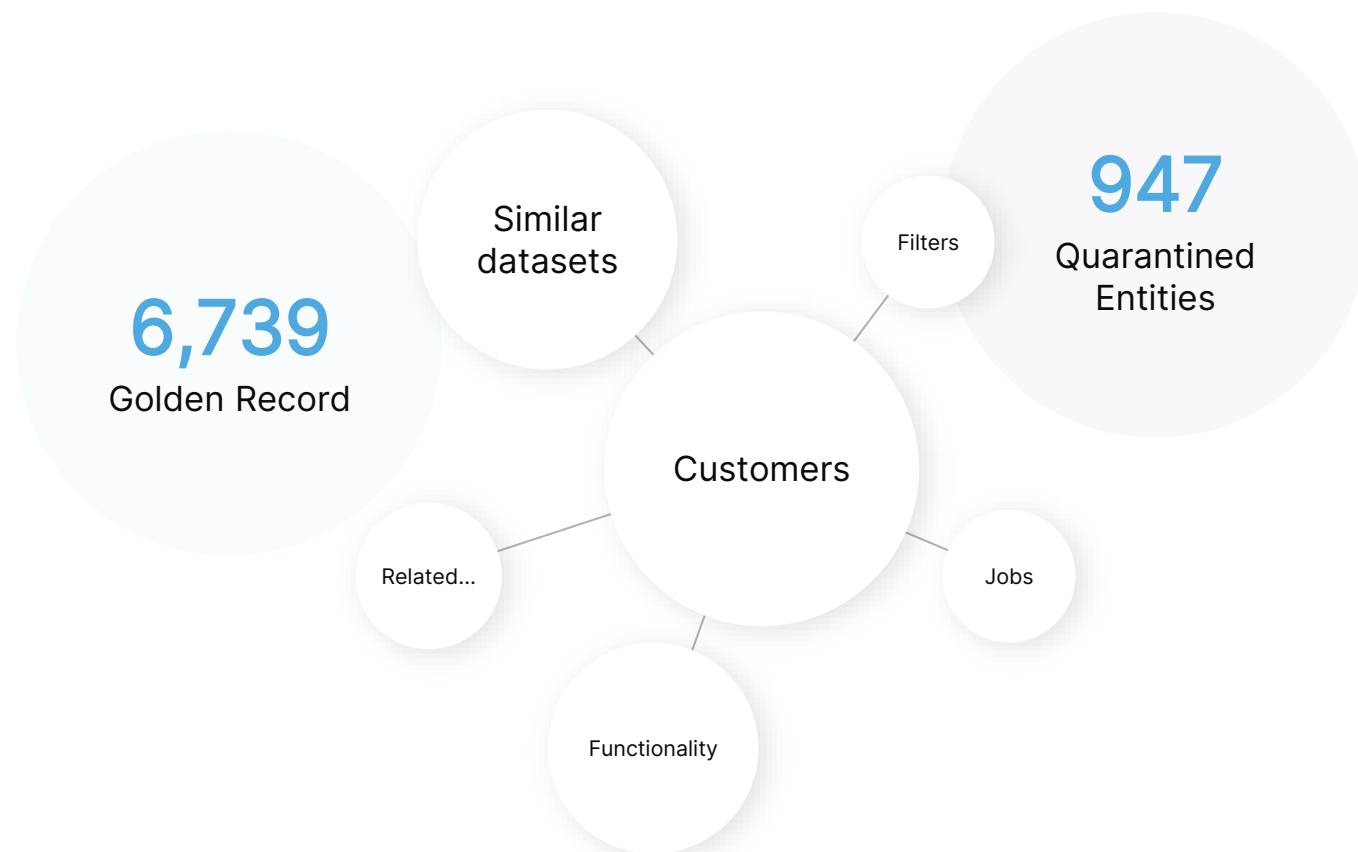 947
Quarantined
Entities
Similar
datasets
Filters
6,739
Golden Record
Customers
Related...
Jobs
Functionality